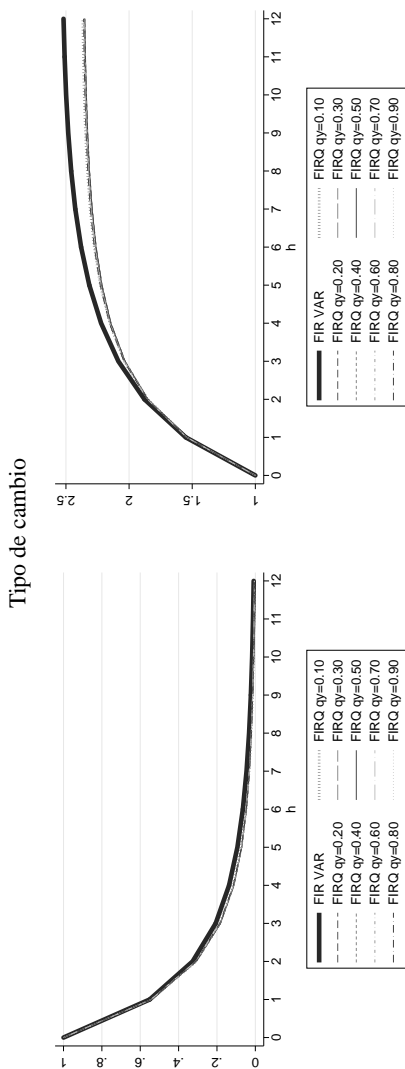 Tipo de cambio
1
.8
.6
.4
.2
0
0 1 2 3 4 5 6 7 8 9 10 11 12
h
FIR VAR FIRQ qy=0.10
FIRQ qy=0.20 FIRQ qy=0.30
FIRQ qy=0.40 FIRQ qy=0.50
FIRQ qy=0.60 FIRQ qy=0.70
FIRQ qy=0.80 FIRQ qy=0.90
2.5
2
1.5
1
0 1 2 3 4 5 6 7 8 9 10 11 12
h
FIR VAR FIRQ qy=0.10
FIRQ qy=0.20 FIRQ qy=0.30
FIRQ qy=0.40 FIRQ qy=0.50
FIRQ qy=0.60 FIRQ qy=0.70
FIRQ qy=0.80 FIRQ qy=0.90